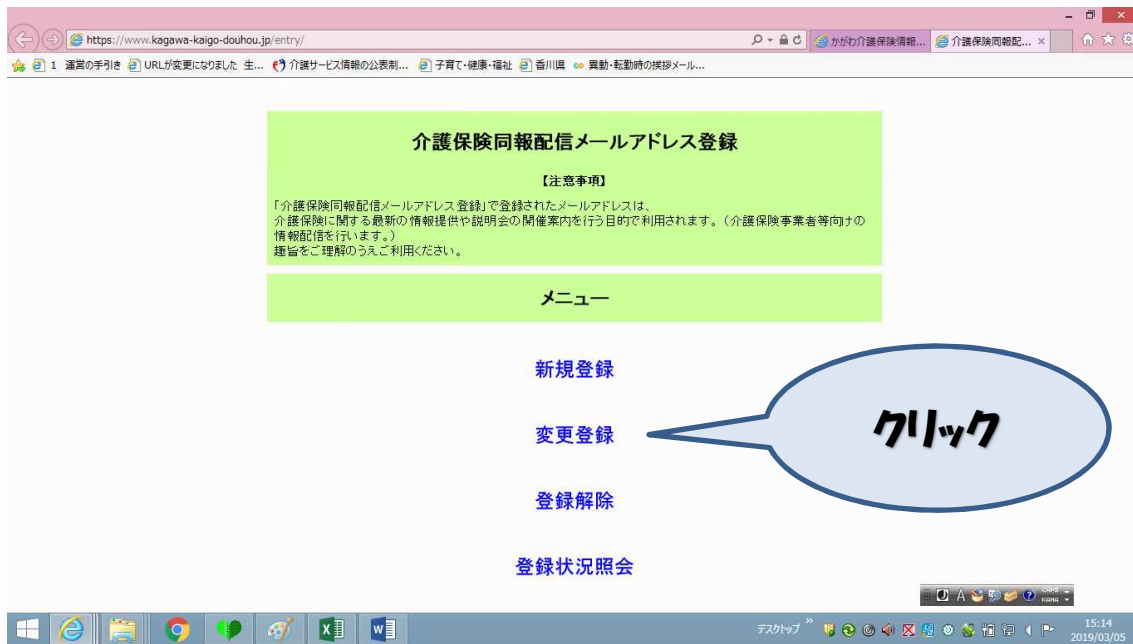 https://www.kagawa-kaigo-douhou.jp/entry/
かがわ介護保険情報...
介護保険同報配...
1 運営の手引き
URLが変更になりました 生...
介護サービス情報の公表制...
子育て・健康・福祉
香川県
異動・転勤時の挨拶メール...
介護保険同報配信メールアドレス登録
【注意事項】
「介護保険同報配信メールアドレス登録」で登録されたメールアドレスは、
介護保険に関する最新の情報提供や説明会の開催案内を行う目的で利用されます。（介護保険事業者等向けの
情報配信を行います。）
趣旨をご理解のうえご利用ください。
メニュー
新規登録
変更登録
クリック
登録解除
登録状況照会
A
CAPS
KANA
デスクトップ
15:14
2019/03/05